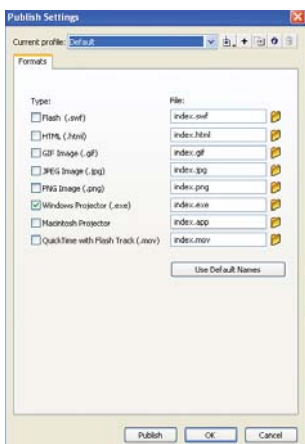 Publish Settings
Current profile: Default
Formats
Type: File:
Flash (.swf) index.swf
HTML (.html) index.html
GIF Image (.gif) index.gif
JPEG Image (.jpg) index.jpg
PNG Image (.png) index.png
Windows Projector (.exe) index.exe
Macintosh Projector index.app
QuickTime with Flash Track (.mov) index.mov
Use Default Names
Publish OK Cancel